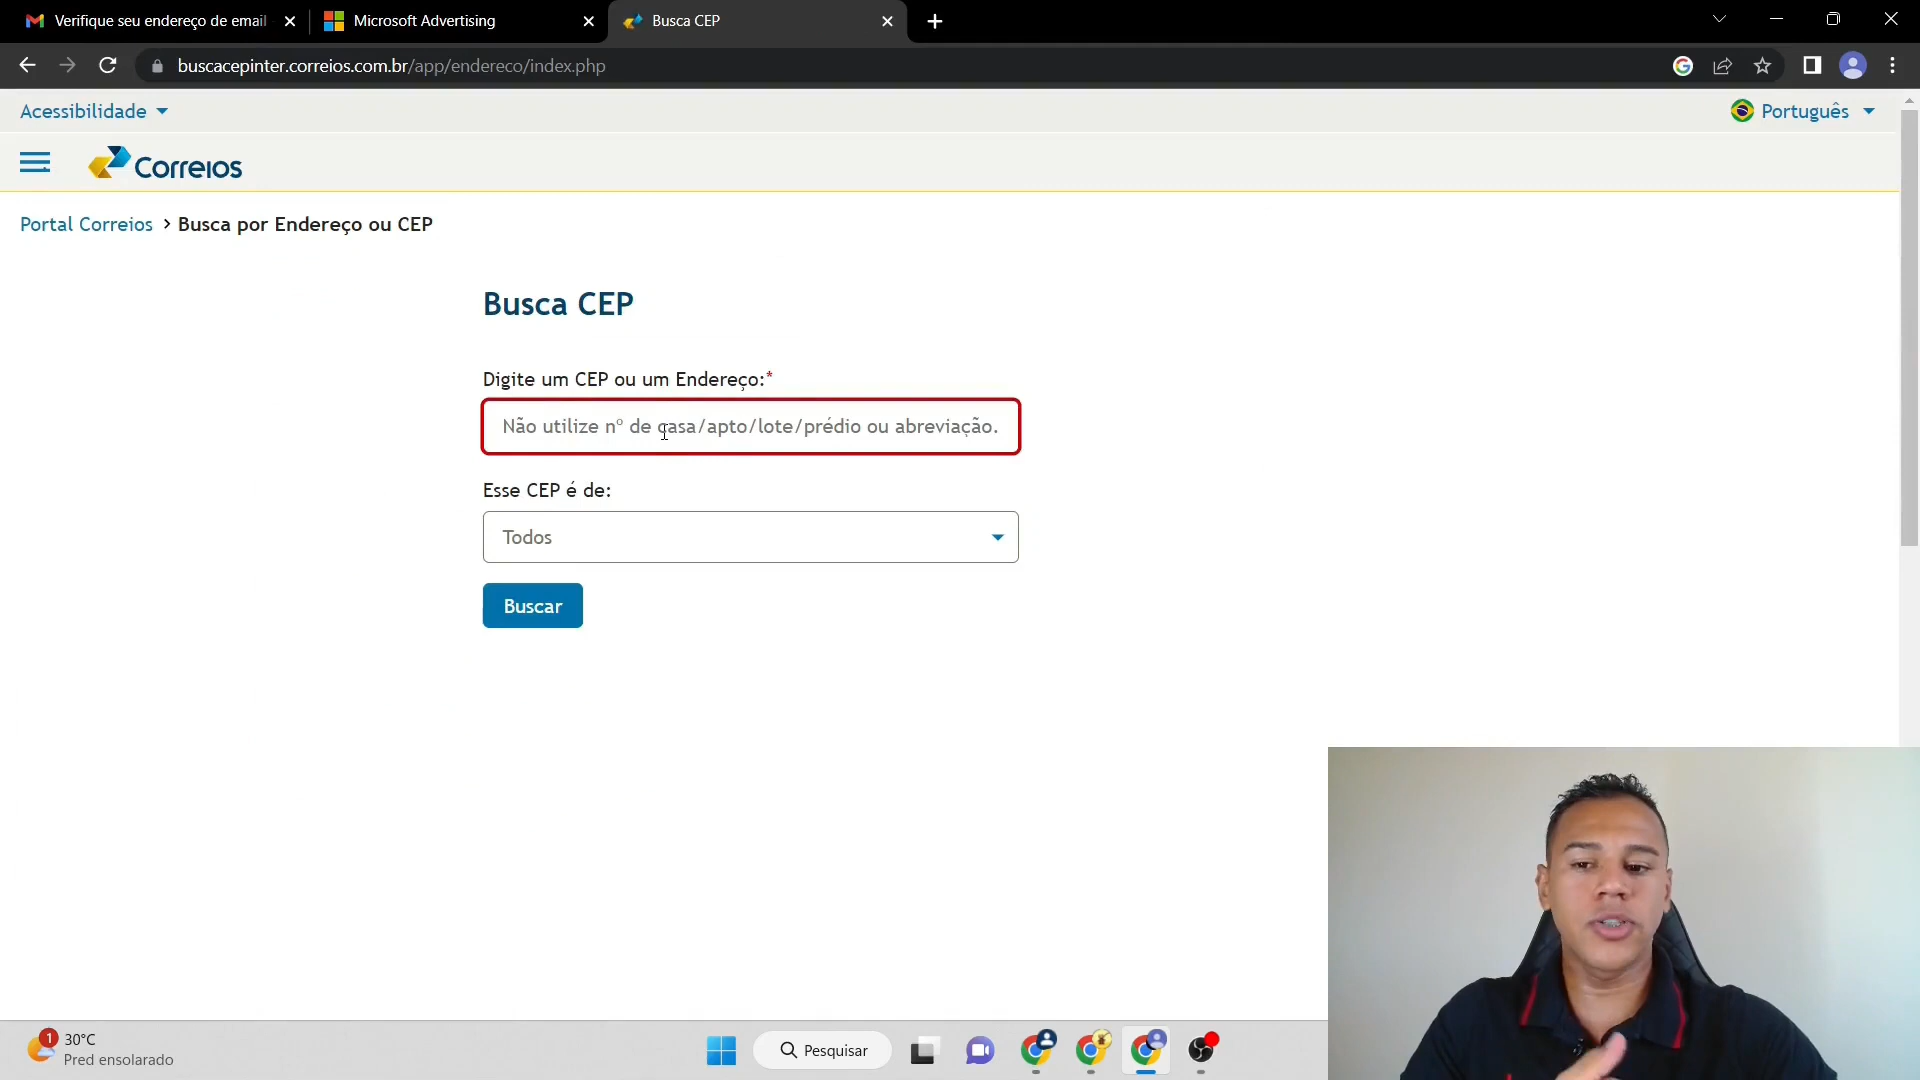 Verifique seu endereço de email
Microsoft Advertising
Busca CEP
buscacepinter.correios.com.br/app/endereco/index.php
Acessibilidade
Português
Correios
Portal Correios > Busca por Endereço ou CEP
Busca CEP
Digite um CEP ou um Endereço:*
Não utilize nº de casa/apto/lote/prédio ou abreviação.
Esse CEP é de:
Todos
Buscar
1
30°C
Pred ensolarado
Pesquisar